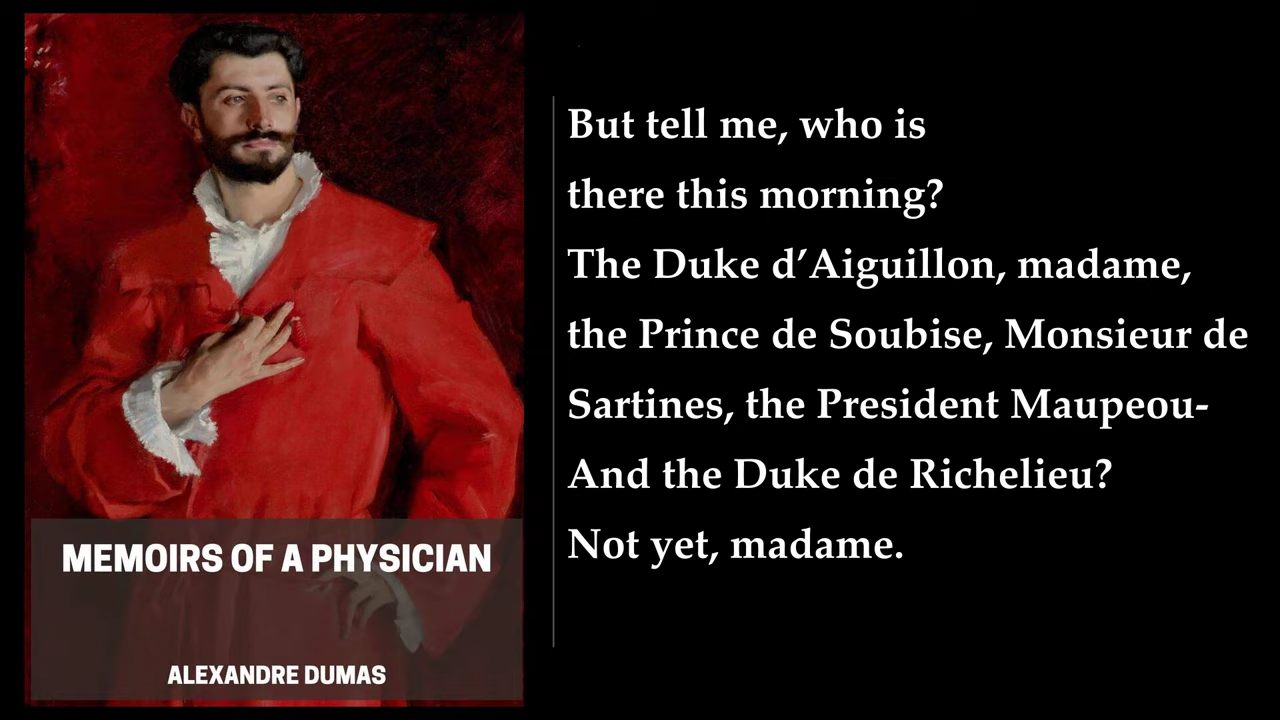 MEMOIRS OF A PHYSICIAN
ALEXANDRE DUMAS
But tell me, who is
there this morning?
The Duke d’Aiguillon, madame,
the Prince de Soubise, Monsieur de
Sartines, the President Maupeou-
And the Duke de Richelieu?
Not yet, madame.